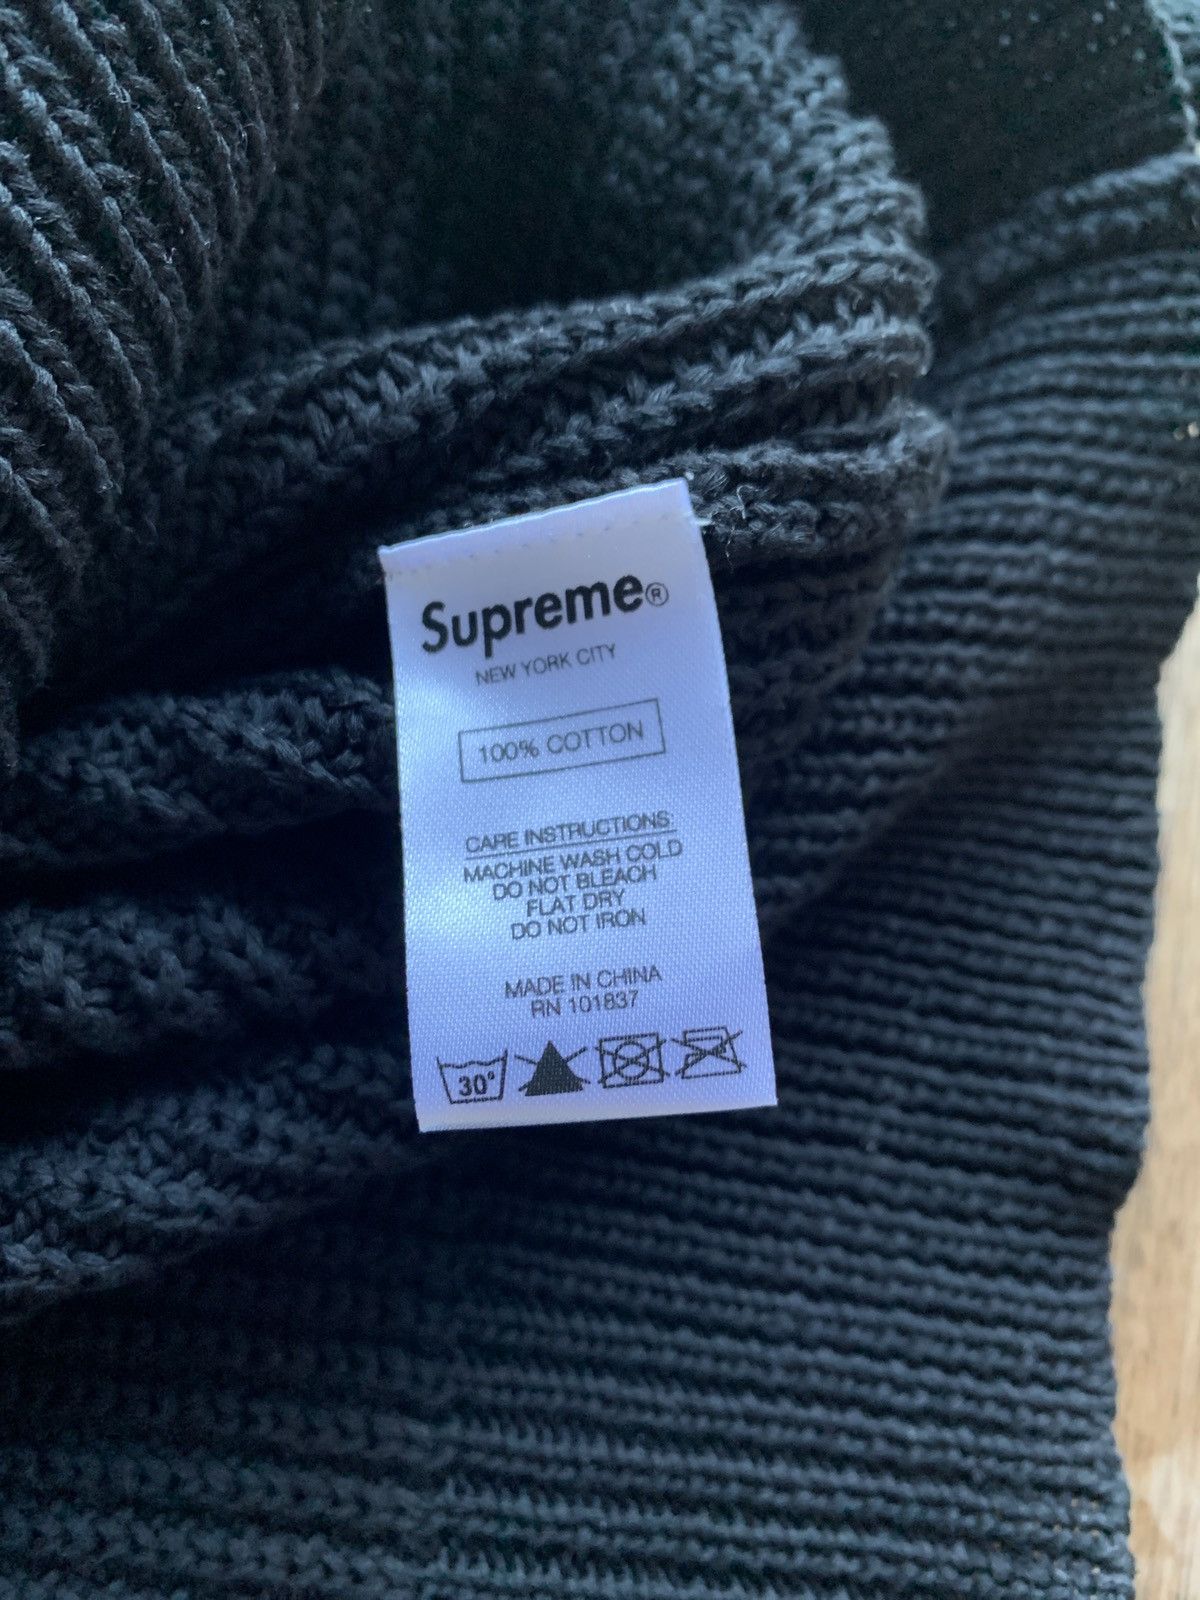 Supreme®
NEW YORK CITY
100% COTTON
CARE INSTRUCTIONS:
MACHINE WASH COLD
DO NOT BLEACH
FLAT DRY
DO NOT IRON
MADE IN CHINA
RN 101837
30°